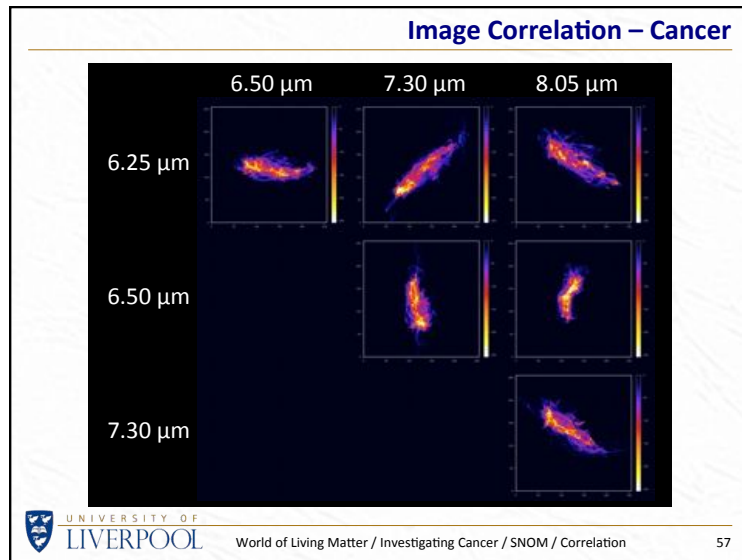 Image Correlation – Cancer
6.50 μm 7.30 μm 8.05 μm
6.25 μm
6.50 μm
7.30 μm
UNIVERSITY OF
LIVERPOOL
World of Living Matter / Investigating Cancer / SNOM / Correlation 57